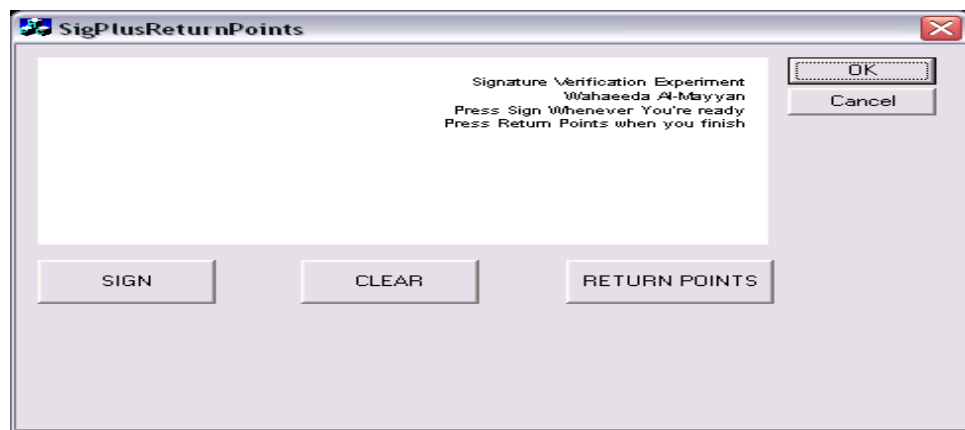 SigPlusReturnPoints
Signature Verification Experiment
Wahaeeda Al-Mayyan
Press Sign Whenever You're ready
Press Return Points when you finish
OK
Cancel
SIGN
CLEAR
RETURN POINTS